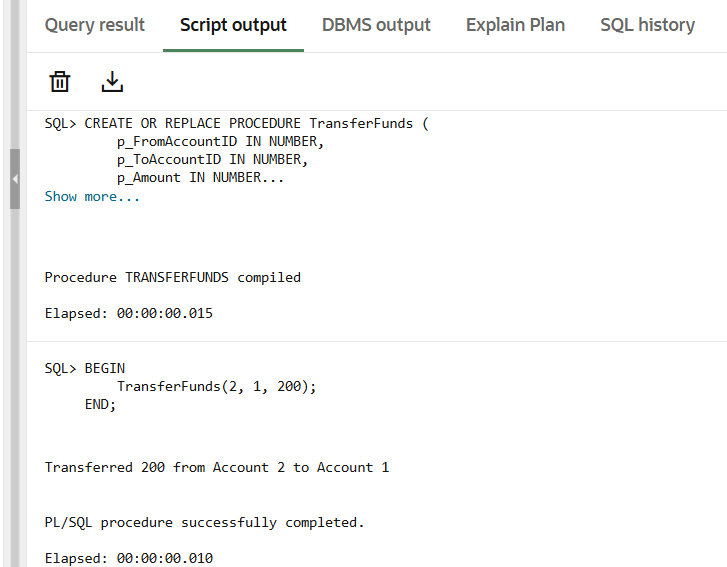 Query result Script output DBMS output Explain Plan SQL history
SQL> CREATE OR REPLACE PROCEDURE TransferFunds (
p_FromAccountID IN NUMBER,
p_ToAccountID IN NUMBER,
p_Amount IN NUMBER...
Show more...
Procedure TRANSFERFUNDS compiled
Elapsed: 00:00:00.015
SQL> BEGIN
TransferFunds(2, 1, 200);
END;
Transferred 200 from Account 2 to Account 1
PL/SQL procedure successfully completed.
Elapsed: 00:00:00.010